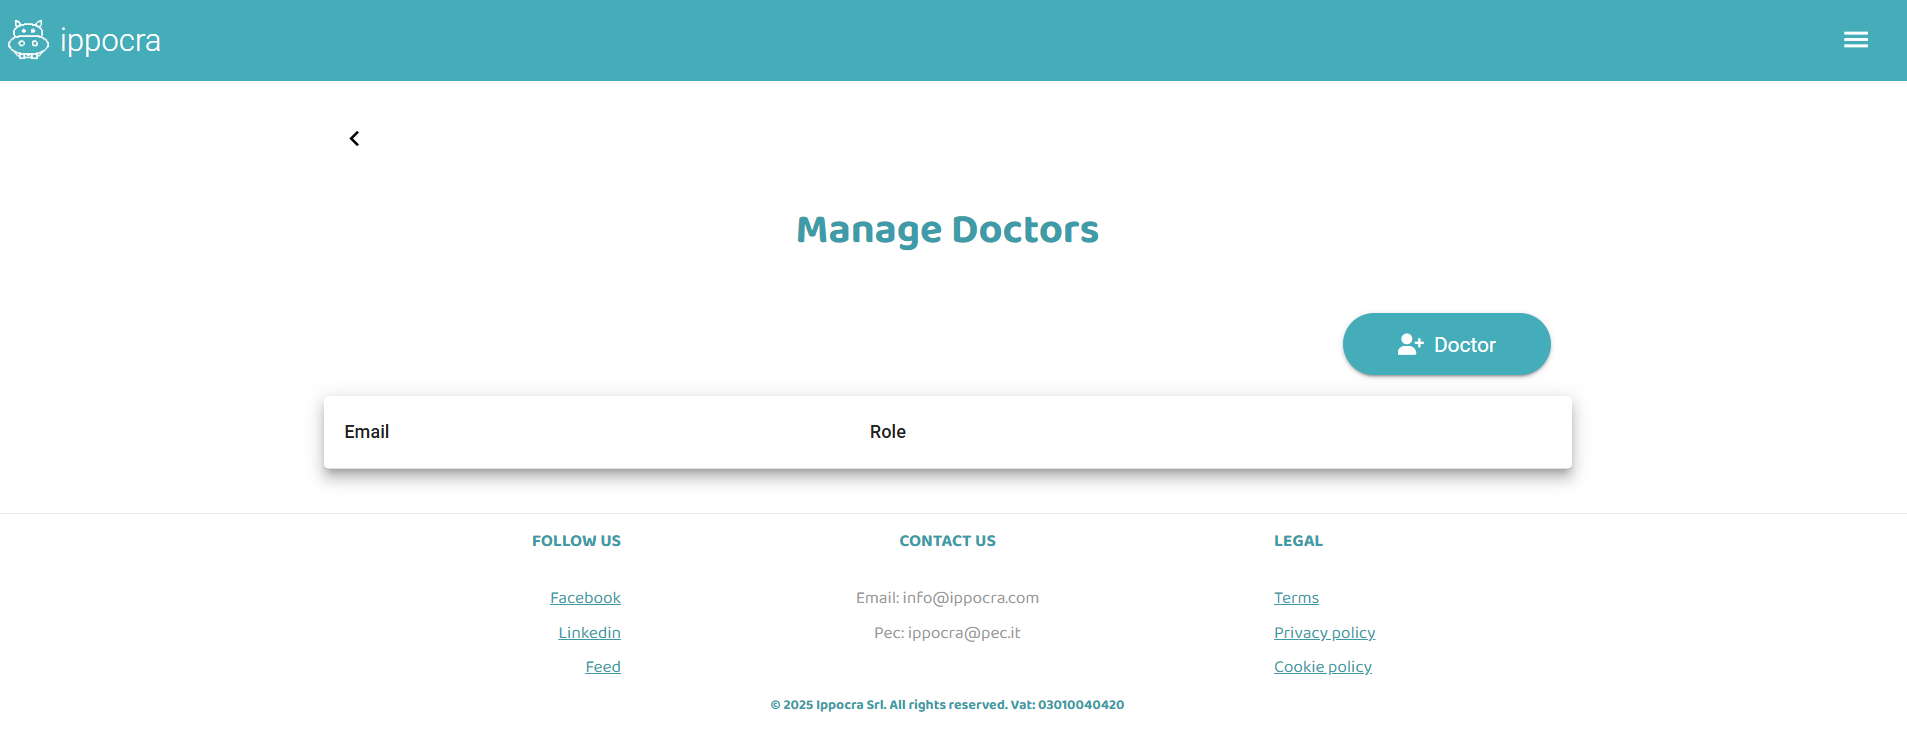 ippocra
Manage Doctors
Doctor
Email Role
FOLLOW US
Facebook
Linkedin
Feed
CONTACT US
Email: info@ippocra.com
Pec: ippocra@pec.it
LEGAL
Terms
Privacy policy
Cookie policy
© 2025 Ippocra Srl. All rights reserved. Vat: 03010040420